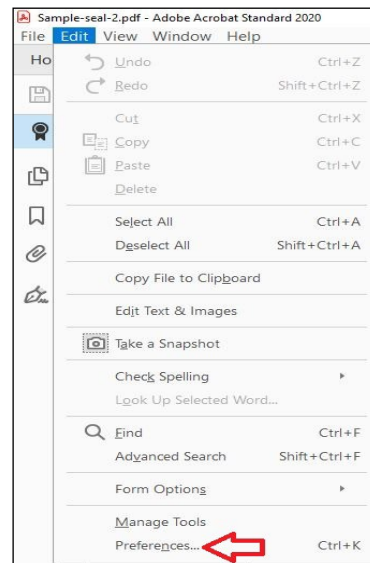 Sample-seal-2.pdf - Adobe Acrobat Standard 2020
File Edit View Window Help
Ho
Undo Ctrl+Z
Redo Shift+Ctrl+Z
Cut Ctrl+X
Copy Ctrl+C
Paste Ctrl+V
Delete
Select All Ctrl+A
Deselect All Shift+Ctrl+A
Copy File to Clipboard
Edit Text & Images
Take a Snapshot
Check Spelling
Look Up Selected Word...
Find Ctrl+F
Advanced Search Shift+Ctrl+F
Form Options
Manage Tools
Preferences... Ctrl+K